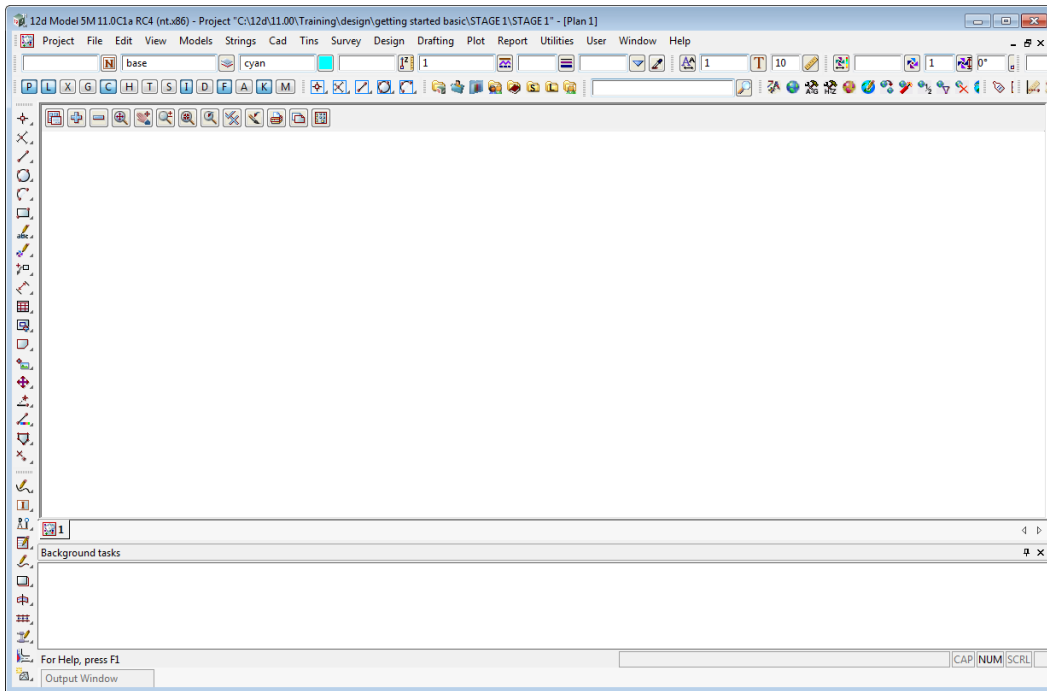 12d Model 5M 11.0C1a RC4 (nt.x86) - Project "C:\12d\11.00\Training\design\getting started basic\STAGE 1\STAGE 1" - [Plan 1]
Project File Edit View Models Strings Cad Tins Survey Design Drafting Plot Report Utilities User Window Help
N base cyan 1 1 T 10 1 0°
P L X G C H T S I D F A K M
abc
1
Background tasks
For Help, press F1 CAP NUM SCRL
Output Window